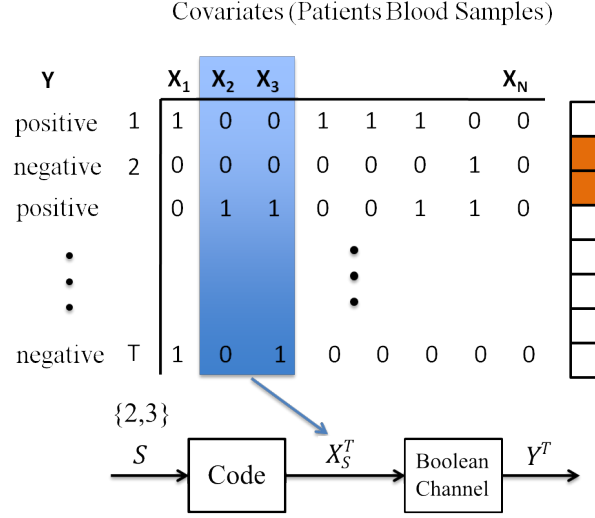 Covariates (Patients Blood Samples)
Y X₁ X₂ X₃ X_N
positive 1 1 0 0 1 1 1 0 0
negative 2 0 0 0 0 0 0 1 0
positive 0 1 1 0 0 1 1 0
negative T 1 0 1 0 0 0 0 0
{2,3}
S Code X_S^T Boolean Channel Y^T